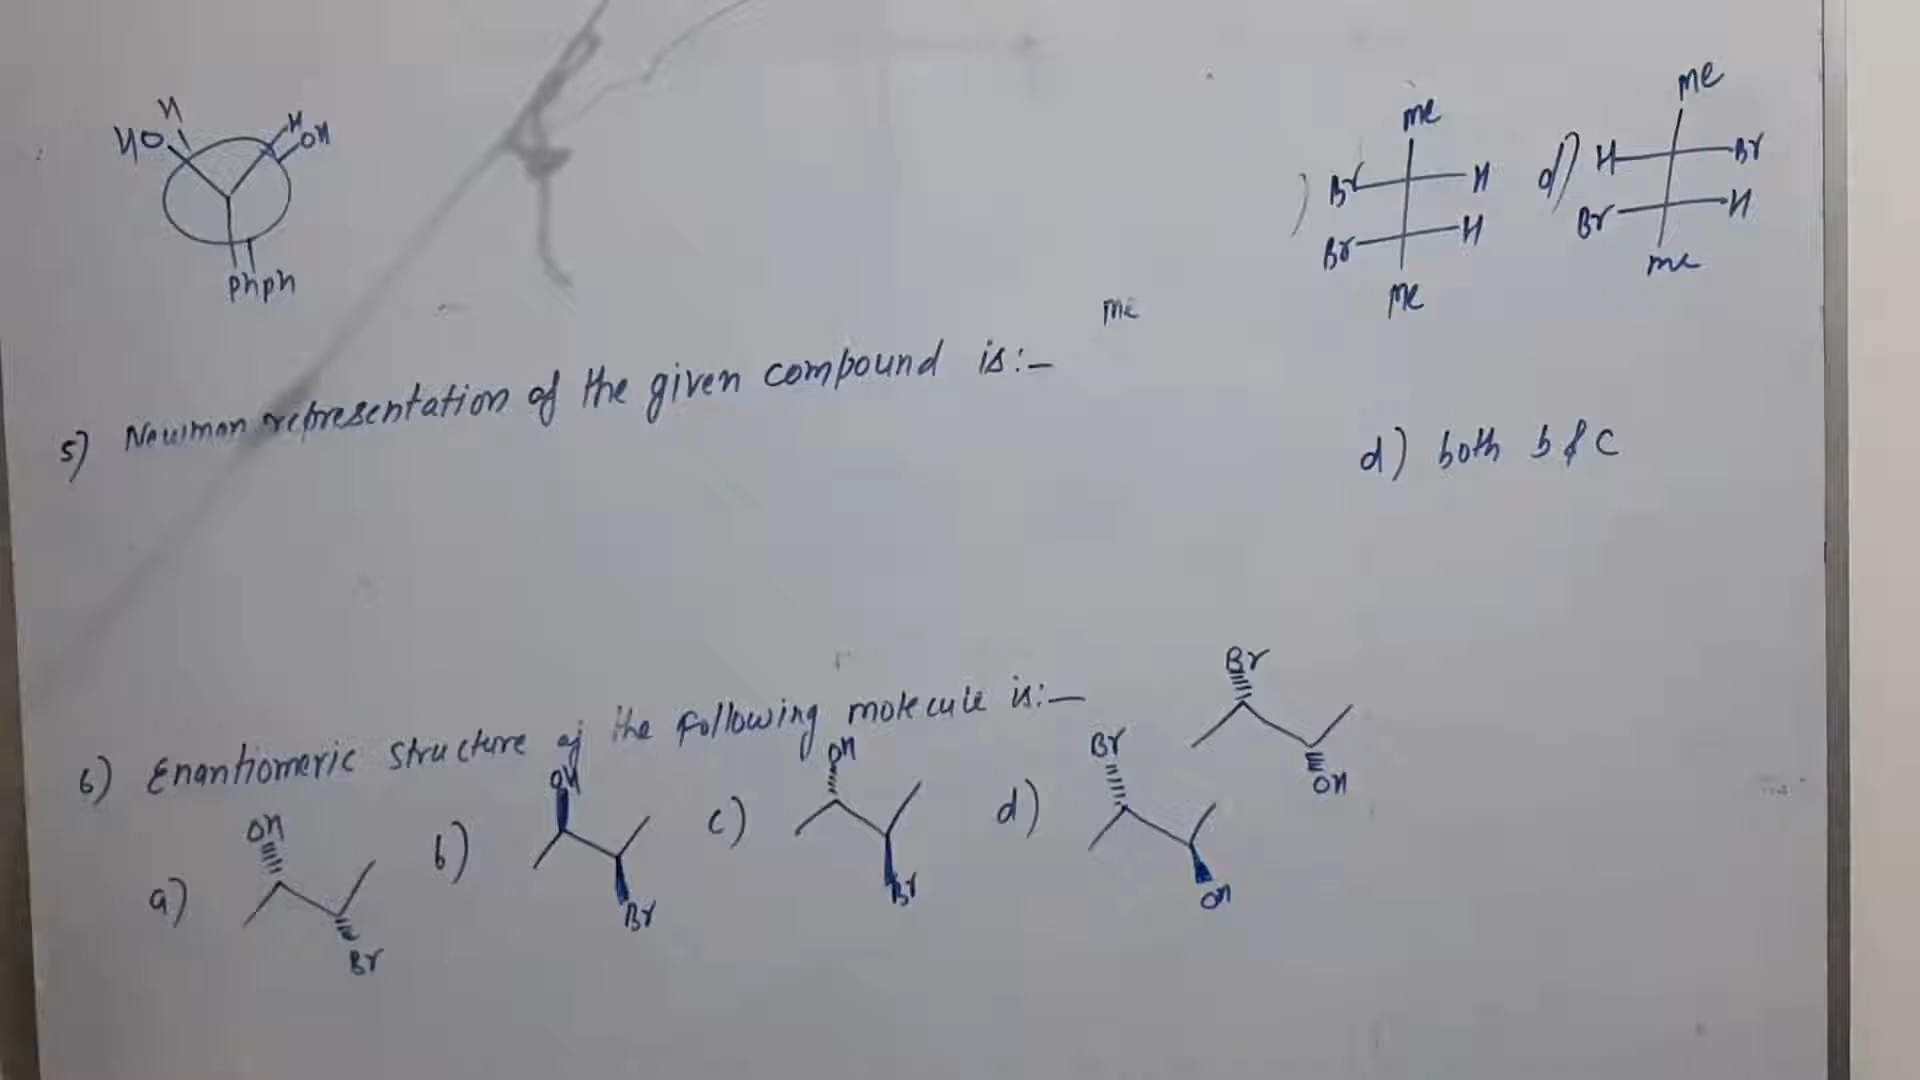 H
HO H OH
Ph Ph
me
Br H
Br H
me
d) me
H Br
Br H
me
5) Newman representation of the given compound is:- me
d) both b & c
6) Enantiomeric structure of the following molecule is:-
Br
OH
a) OH
Br
b) OH
Br
c) OH
Br
d) Br
OH